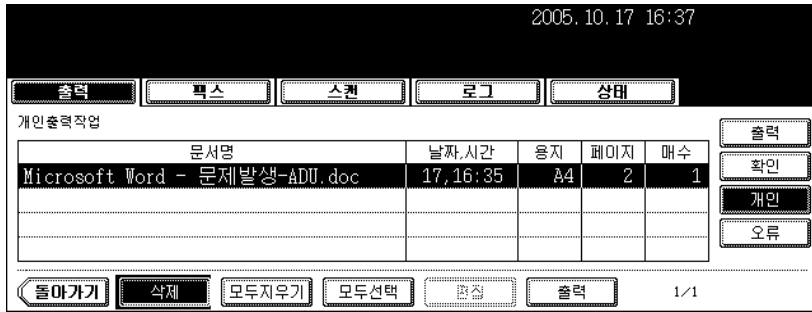 2005.10.17 16:37
출력 팩스 스캔 로그 상태
개인출력작업
출력
문서명 날짜,시간 용지 페이지 매수
확인
Microsoft Word - 문제발생-ADU.doc 17,16:35 A4 2 1
개인
오류
돌아가기 삭제 모두지우기 모두선택 편집 출력 1/1